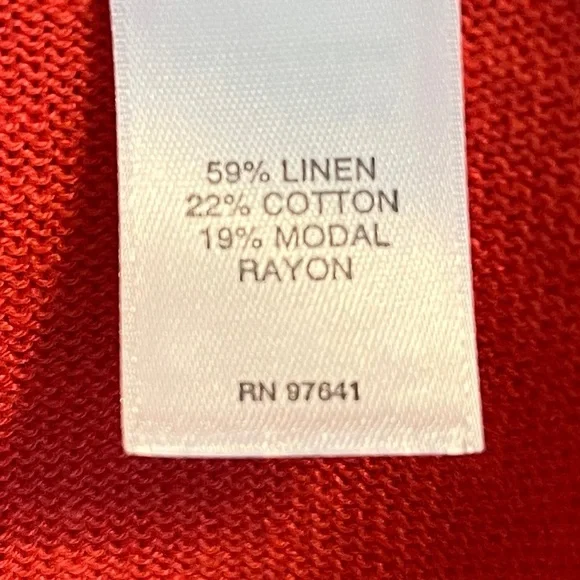 59% LINEN
22% COTTON
19% MODAL
RAYON
RN 97641